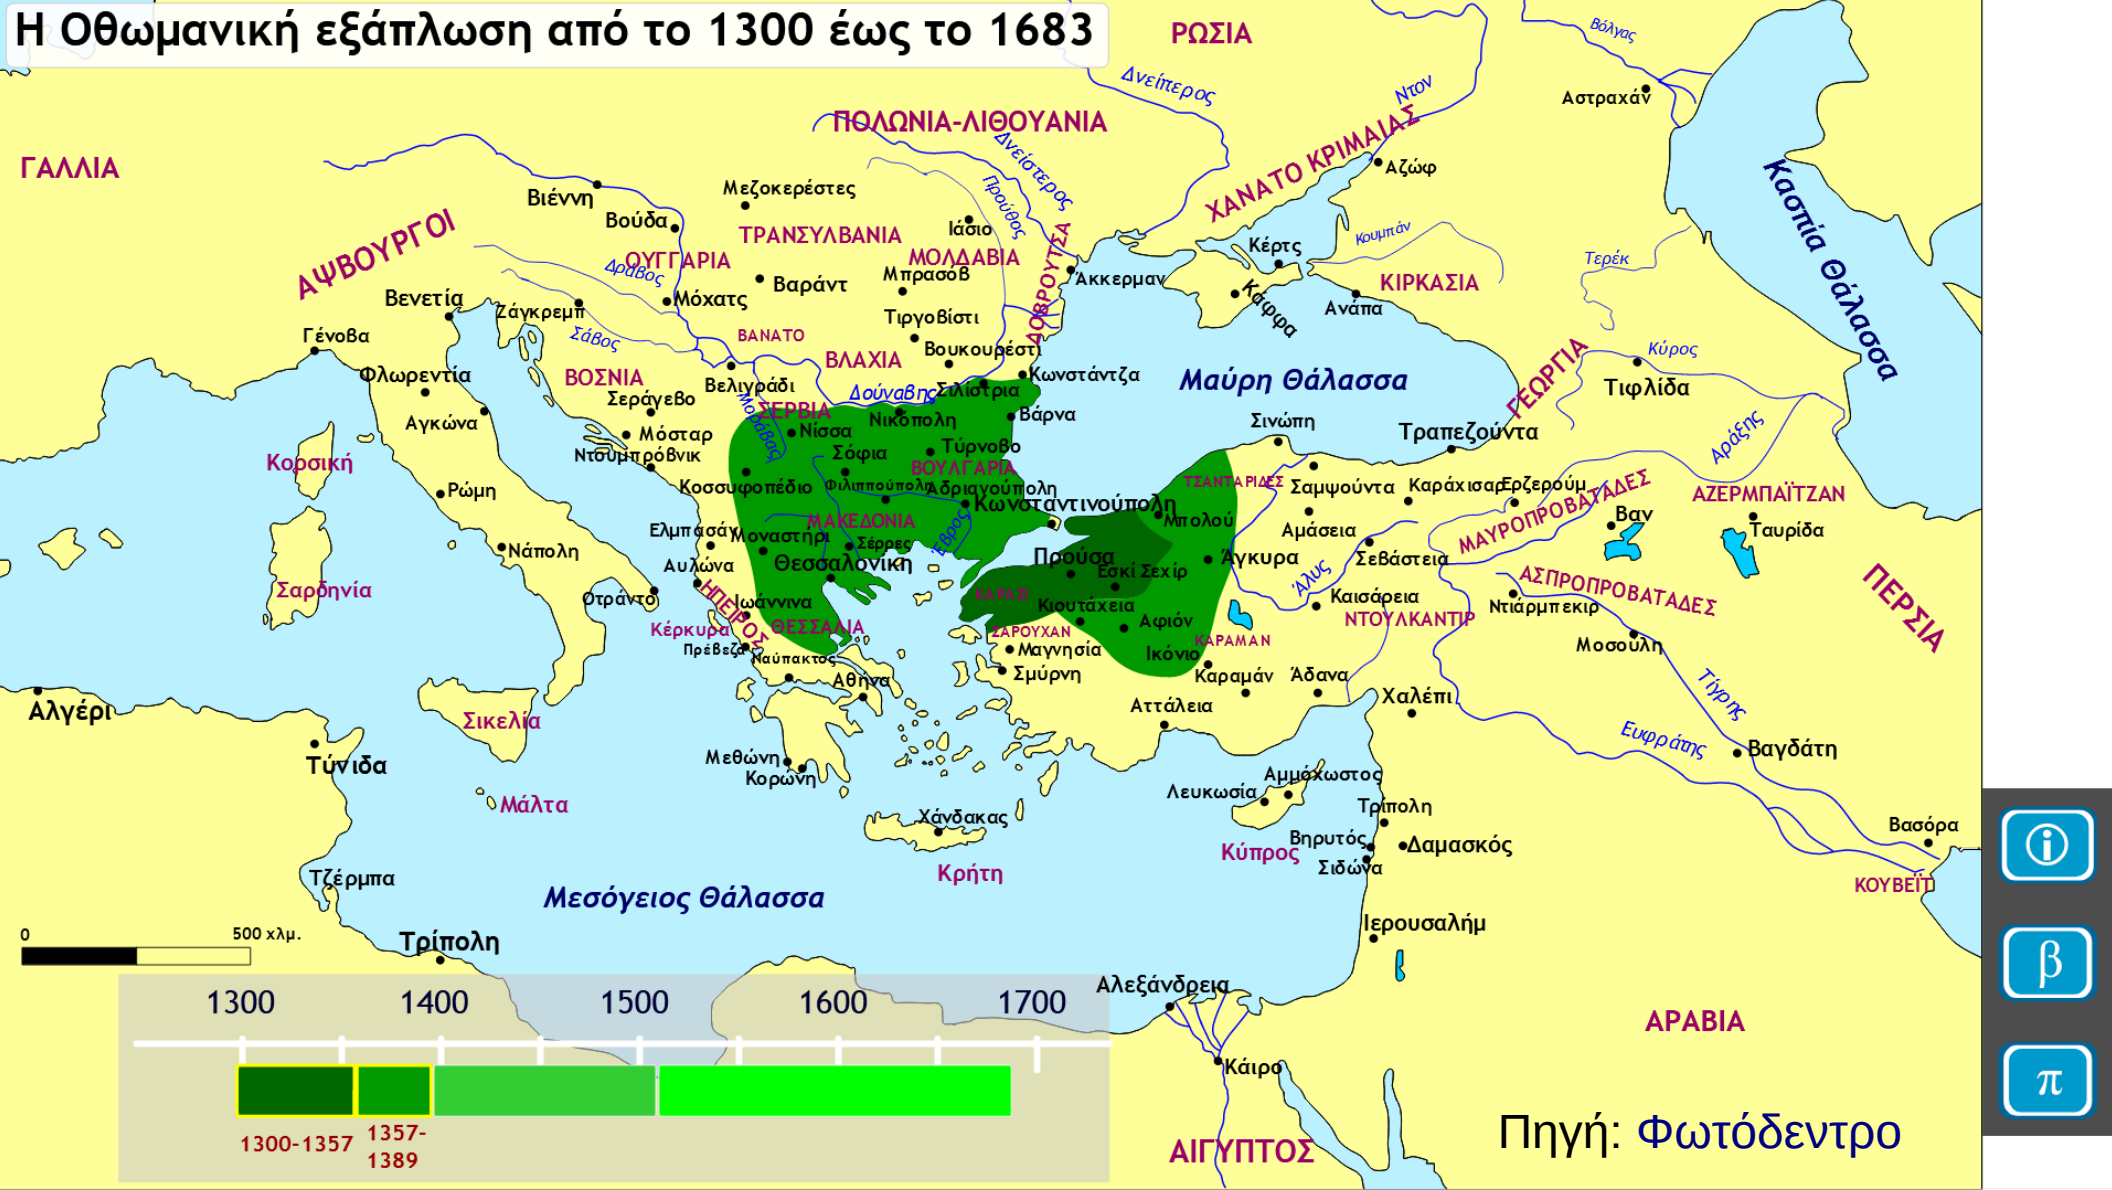 Η Οθωμανική εξάπλωση από το 1300 έως το 1683
ΡΩΣΙΑ
Βόλγας
Δνείπερος
Ντον
Αστραχάν
ΠΟΛΩΝΙΑ-ΛΙΘΟΥΑΝΙΑ
ΧΑΝΑΤΟ ΚΡΙΜΑΙΑΣ
Δνείστερος
ΓΑΛΛΙΑ
Αζώφ
Κασπία Θάλασσα
Βιέννη
Μεζοκερέστες
Προύθος
Βούδα
Ιάσιο
ΑΨΒΟΥΡΓΟΙ
ΤΡΑΝΣΥΛΒΑΝΙΑ
ΜΟΛΔΑΒΙΑ
ΔΟΒΡΟΥΤΣΑ
Κέρτς
Κουμπάν
Τερέκ
ΟΥΓΓΑΡΙΑ
Δράβος
Μπρασόβ
Άκκερμαν
ΚΙΡΚΑΣΙΑ
Βαράντ
Βενετία
Μόχατς
Κάφφα
Ανάπα
Ζάγκρεμπ
Τιργοβίστι
Γένοβα
Σάβος
ΒΑΝΑΤΟ
ΒΛΑΧΙΑ
Βουκουρέστι
ΓΕΩΡΓΙΑ
Κύρος
Φλωρεντία
ΒΟΣΝΙΑ
Βελιγράδι
Δούναβης
Σιλίστρια
Κωνστάντζα
Μαύρη Θάλασσα
Τιφλίδα
Σεράγεβο
Μοράβας
ΣΕΡΒΙΑ
Νικόπολη
Βάρνα
Αγκώνα
Μόσταρ
Νίσσα
Σινώπη
Τραπεζούντα
Αράξης
Ντουμπρόβνικ
Σόφια
Τύρνοβο
Κορσική
ΒΟΥΛΓΑΡΙΑ
Ρώμη
Κοσσυφοπέδιο
Φιλιππούπολη
Αδριανούπολη
ΤΣΑΝΤΑΡΙΔΕΣ
Σαμψούντα
Καράχισαρ
Ερζερούμ
ΜΑΥΡΟΠΡΟΒΑΤΑΔΕΣ
ΑΖΕΡΜΠΑΪΤΖΑΝ
Κωνσταντινούπολη
Βαν
Ελμπασάν
ΜΑΚΕΔΟΝΙΑ
Μπολού
Αμάσεια
Ταυρίδα
Μοναστήρι
Σέρρες
Έβρος
Νάπολη
Αυλώνα
Θεσσαλονίκη
Προύσα
Εσκί Σεχίρ
Άγκυρα
Σεβάστεια
Άλυς
ΑΣΠΡΟΠΡΟΒΑΤΑΔΕΣ
ΠΕΡΣΙΑ
Σαρδηνία
Οτράντο
ΗΠΕΙΡΟΣ
Ιωάννινα
ΚΑΡΑΣΙ
Κιουτάχεια
Καισάρεια
Ντιάρμπεκιρ
Κέρκυρα
ΘΕΣΣΑΛΙΑ
ΣΑΡΟΥΧΑΝ
Αφιόν
ΚΑΡΑΜΑΝ
ΝΤΟΥΛΚΑΝΤΙΡ
Πρέβεζα
Μαγνησία
Ικόνιο
Μοσούλη
Ναύπακτος
Αθήνα
Σμύρνη
Καραμάν
Άδανα
Χαλέπι
Τίγρης
Αλγέρι
Σικελία
Αττάλεια
Ευφράτης
Βαγδάτη
Τύνιδα
Μεθώνη
Κορώνη
Αμμόχωστος
Λευκωσία
Μάλτα
Χάνδακας
Τρίπολη
Βασόρα
Βηρυτός
Δαμασκός
Κύπρος
Σιδώνα
Κρήτη
Τζέρμπα
ΚΟΥΒΕΪΤ
Μεσόγειος Θάλασσα
Ιερουσαλήμ
0
500 χλμ.
Τρίπολη
Αλεξάνδρεια
1300
1400
1500
1600
1700
ΑΡΑΒΙΑ
Κάιρο
1300-1357
1357-
1389
ΑΙΓΥΠΤΟΣ
Πηγή: Φωτόδεντρο
i
β
π